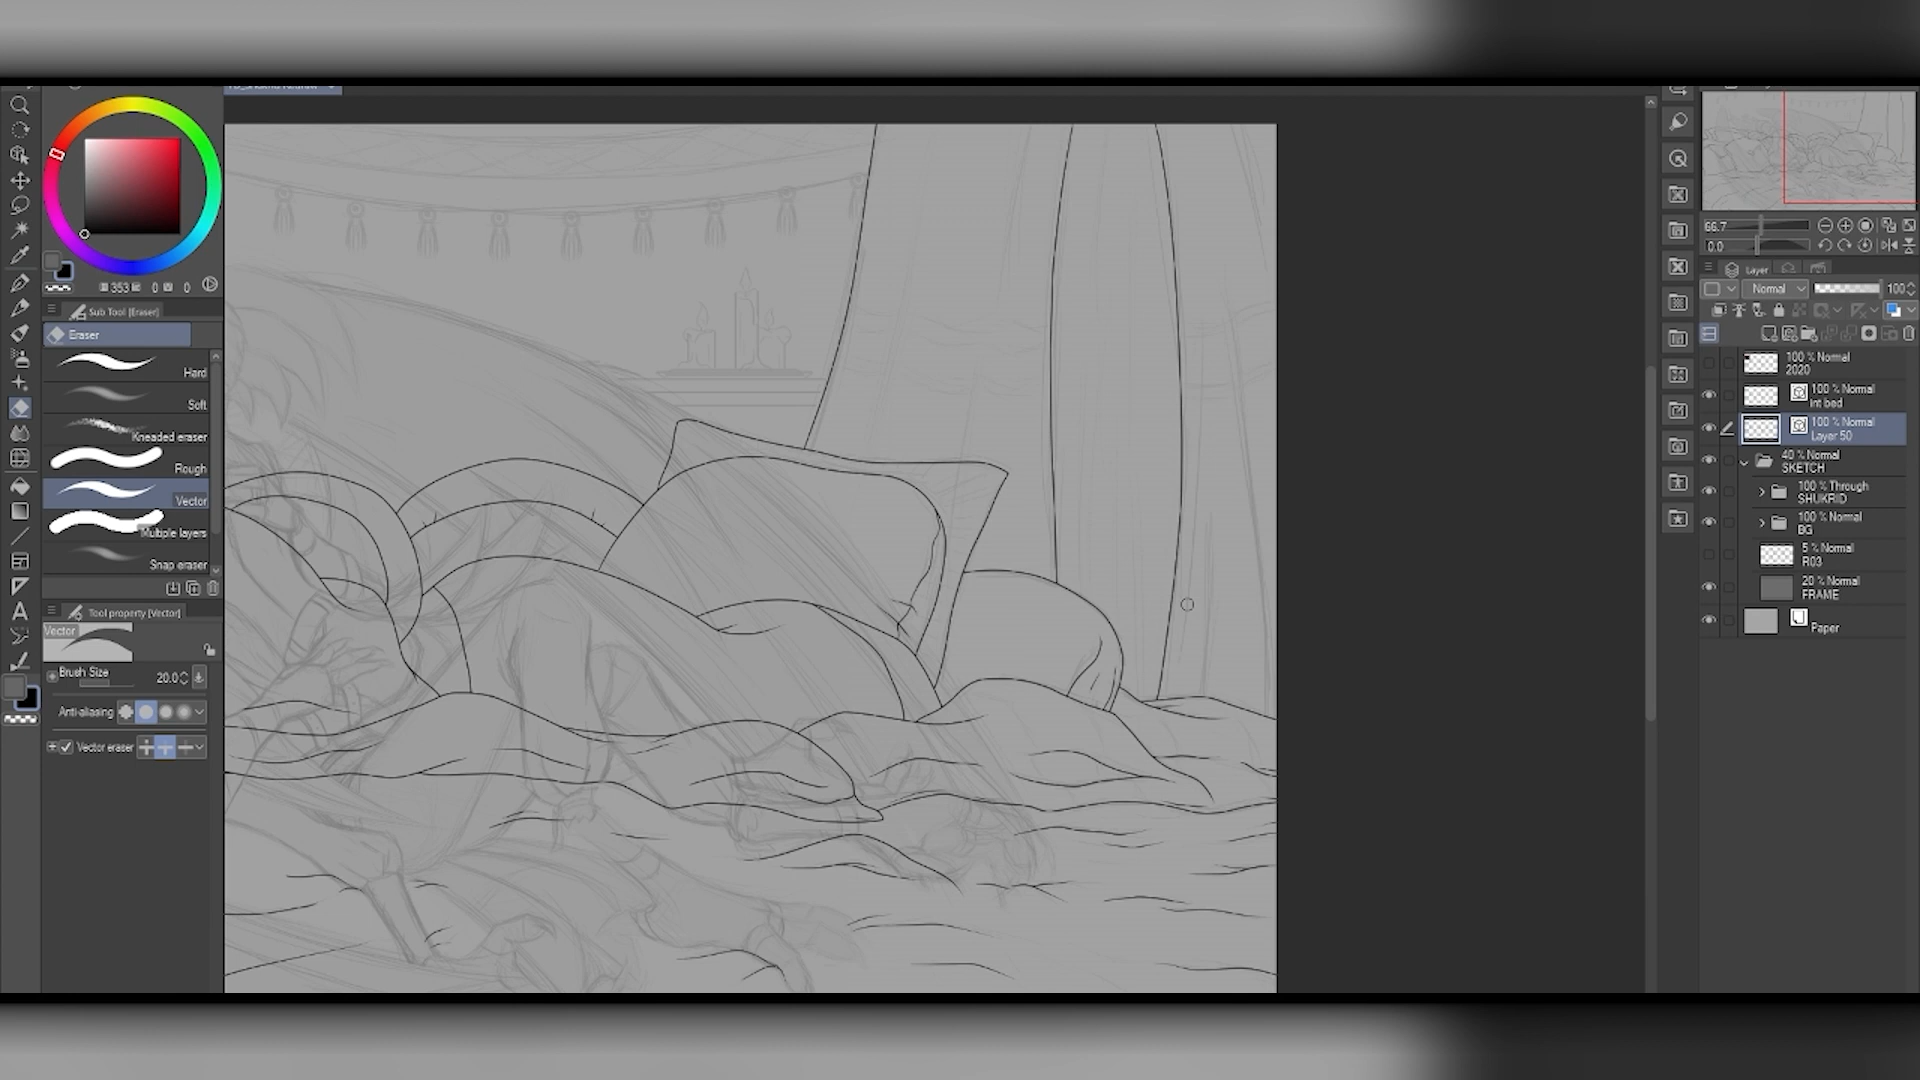 353 0 0
Sub Tool [Eraser]
Eraser
Hard
Soft
Kneaded eraser
Rough
Vector
Multiple layers
Snap eraser
Tool property [Vector]
Vector
Brush Size 20.0
Anti-aliasing
Vector eraser
66.7
0.0
Layer
Normal 100
100 % Normal
2020
100 % Normal
int bed
100 % Normal
Layer 50
40 % Normal
SKETCH
100 % Through
SHUKRID
100 % Normal
BG
5 % Normal
R03
20 % Normal
FRAME
Paper